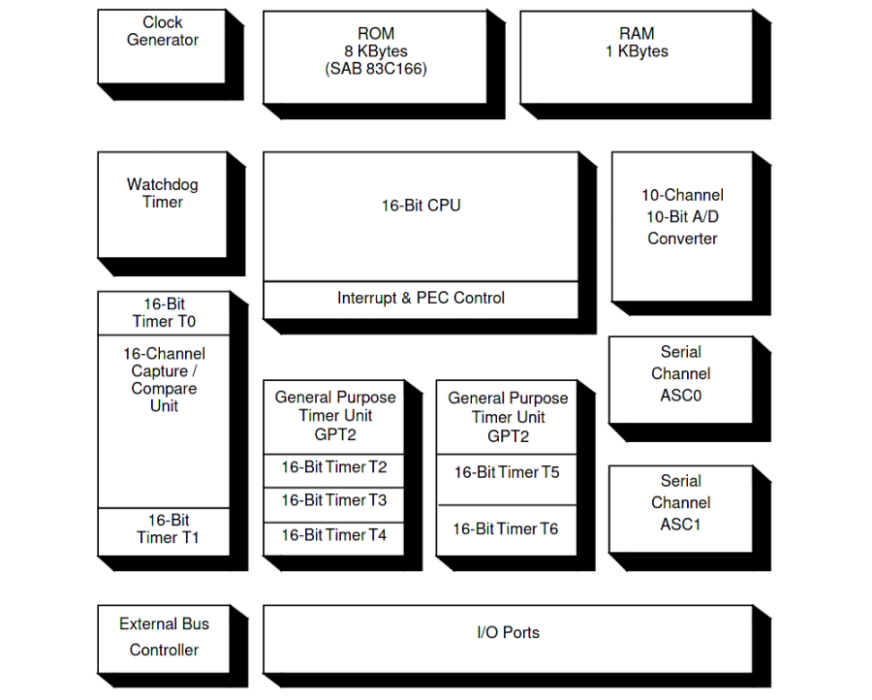 Clock
Generator
ROM
8 KBytes
(SAB 83C166)
RAM
1 KBytes
Watchdog
Timer
16-Bit CPU
Interrupt & PEC Control
10-Channel
10-Bit A/D
Converter
16-Bit
Timer T0
16-Channel
Capture /
Compare
Unit
16-Bit
Timer T1
General Purpose
Timer Unit
GPT2
16-Bit Timer T2
16-Bit Timer T3
16-Bit Timer T4
General Purpose
Timer Unit
GPT2
16-Bit Timer T5
16-Bit Timer T6
Serial
Channel
ASC0
Serial
Channel
ASC1
External Bus
Controller
I/O Ports